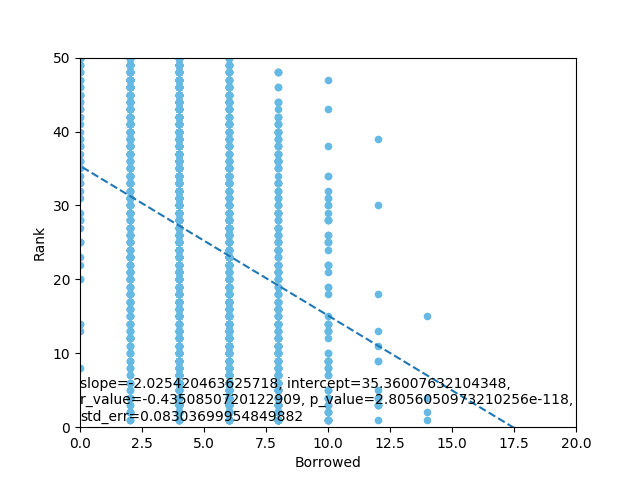 50
40
30
20
10
0
Rank
slope=-2.025420463625718, intercept=35.36007632104348,
r_value=-0.4350850720122909, p_value=2.8056050973210256e-118,
std_err=0.08303699954849882
0.0 2.5 5.0 7.5 10.0 12.5 15.0 17.5 20.0
Borrowed